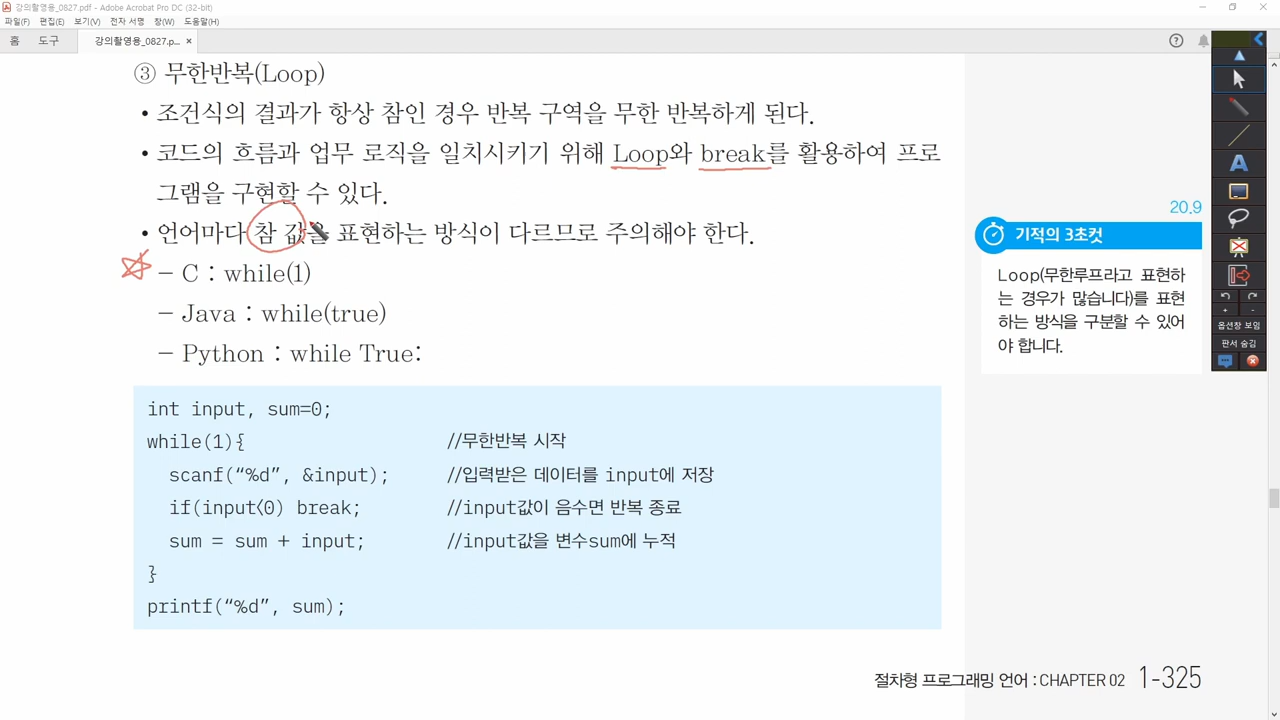 강의촬영용_0827.pdf - Adobe Acrobat Pro DC (32-bit)
파일(F) 편집(E) 보기(V) 전자 서명 창(W) 도움말(H)
홈 도구 강의촬영용_0827.p... ×
③ 무한반복(Loop)
• 조건식의 결과가 항상 참인 경우 반복 구역을 무한 반복하게 된다.
• 코드의 흐름과 업무 로직을 일치시키기 위해 Loop와 break를 활용하여 프로
그램을 구현할 수 있다.
• 언어마다 참 값을 표현하는 방식이 다르므로 주의해야 한다.
- C : while(1)
- Java : while(true)
- Python : while True:
int input, sum=0;
while(1){ //무한반복 시작
scanf(“%d”, &input); //입력받은 데이터를 input에 저장
if(input<0) break; //input값이 음수면 반복 종료
sum = sum + input; //input값을 변수sum에 누적
}
printf(“%d”, sum);
20.9
기적의 3초컷
Loop(무한루프라고 표현하
는 경우가 많습니다)를 표현
하는 방식을 구분할 수 있어
야 합니다.
A
+ -
옵션창 보임
판서 숨김
절차형 프로그래밍 언어 : CHAPTER 02 1-325